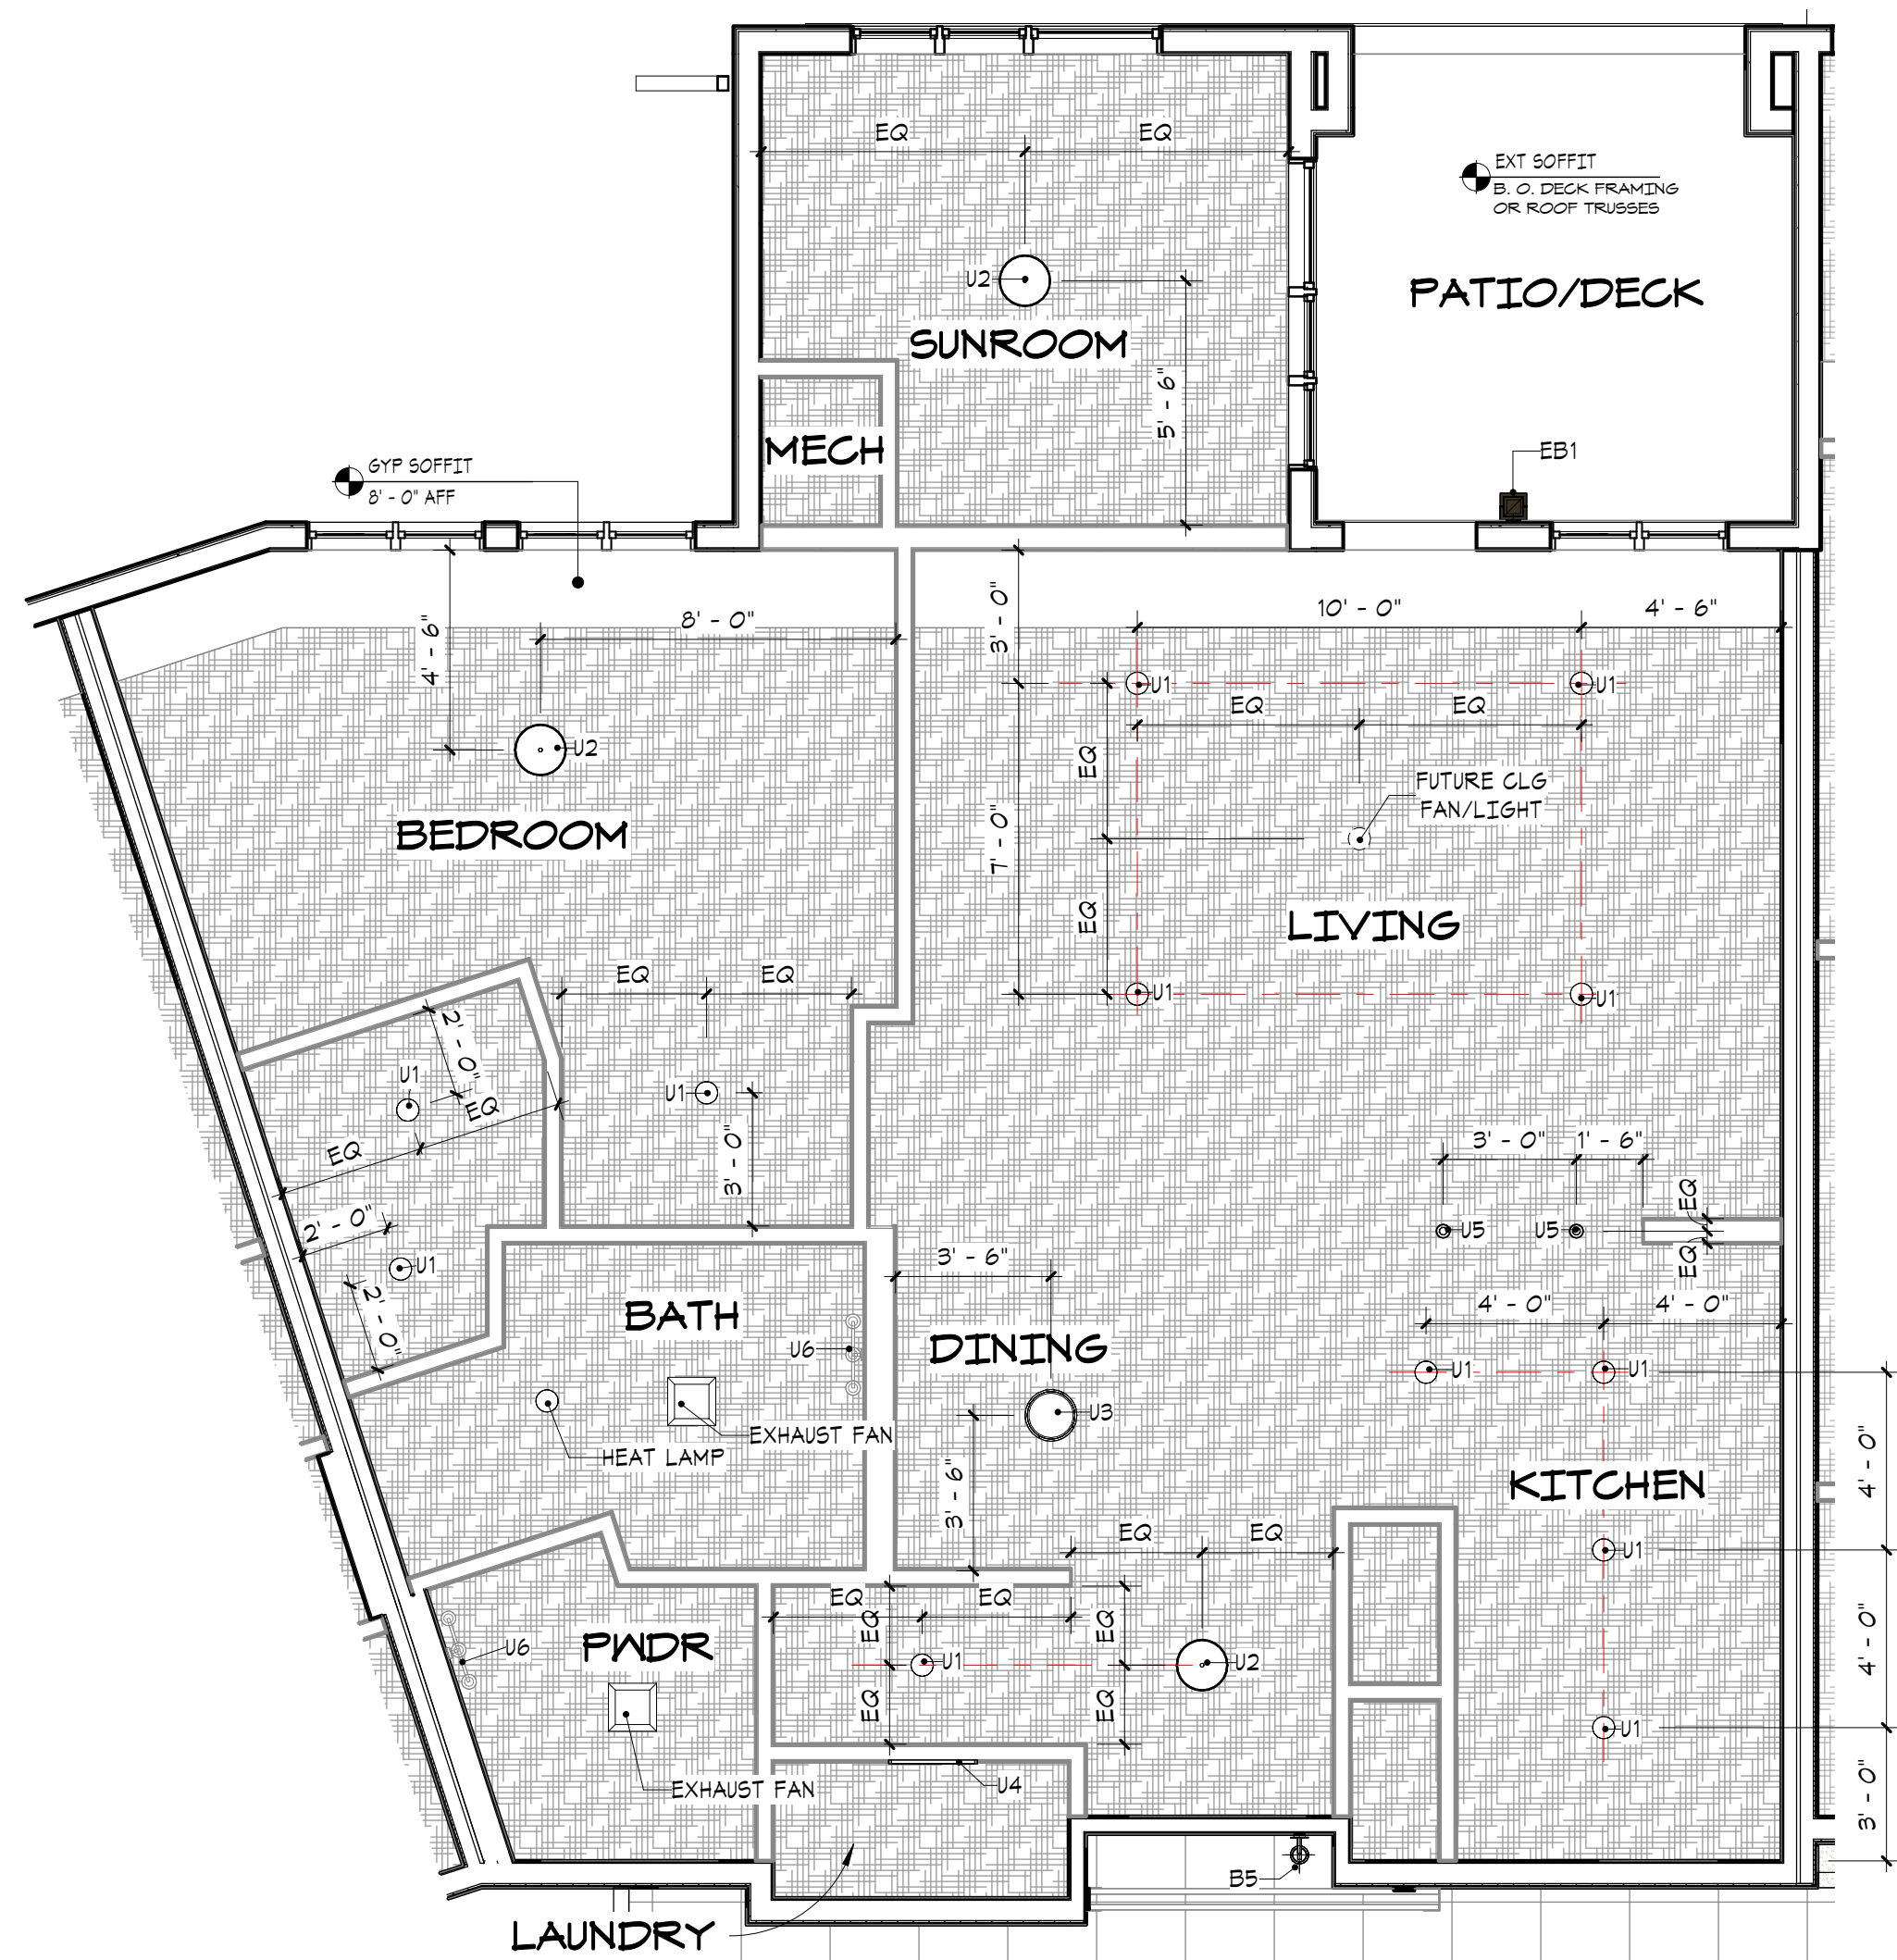 EQ
EQ
EXT SOFFIT
B. O. DECK FRAMING
OR ROOF TRUSSES
U2
PATIO/DECK
SUNROOM
5' - 6"
MECH
EB1
GYP SOFFIT
8' - 0" AFF
4' - 6"
8' - 0"
3' - 0"
10' - 0"
4' - 6"
U1
U1
EQ
EQ
U2
EQ
FUTURE CLG
FAN/LIGHT
BEDROOM
7' - 0"
EQ
LIVING
EQ
EQ
U1
U1
2' - 0"
U1
EQ
EQ
U1
3' - 0"
3' - 0"
1' - 6"
EQ
2' - 0"
U1
U5
U5
EQ
2' - 0"
3' - 6"
BATH
U6
DINING
4' - 0"
4' - 0"
U1
U1
U3
EXHAUST FAN
HEAT LAMP
3' - 6"
KITCHEN
4' - 0"
EQ
EQ
U1
EQ
EQ
EQ
EQ
PWDR
U6
U1
U2
EQ
EQ
4' - 0"
U1
EXHAUST FAN
U4
3' - 0"
B5
LAUNDRY